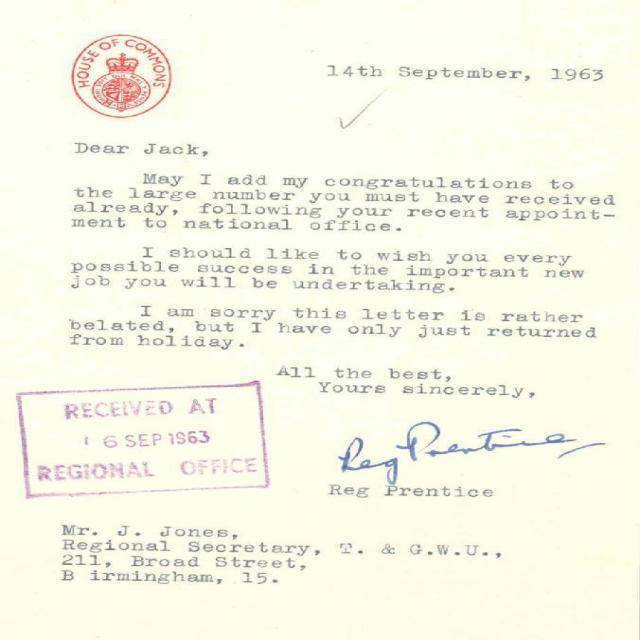 HOUSE OF COMMONS
14th September, 1963
Dear Jack,
May I add my congratulations to
the large number you must have received
already, following your recent appoint-
ment to national office.
I should like to wish you every
possible success in the important new
job you will be undertaking.
I am sorry this letter is rather
belated, but I have only just returned
from holiday.
All the best,
Yours sincerely,
RECEIVED AT
16 SEP 1963
REGIONAL OFFICE
Reg Prentice
Reg Prentice
Mr. J. Jones,
Regional Secretary, T. & G.W.U.,
211, Broad Street,
B irmingham, 15.